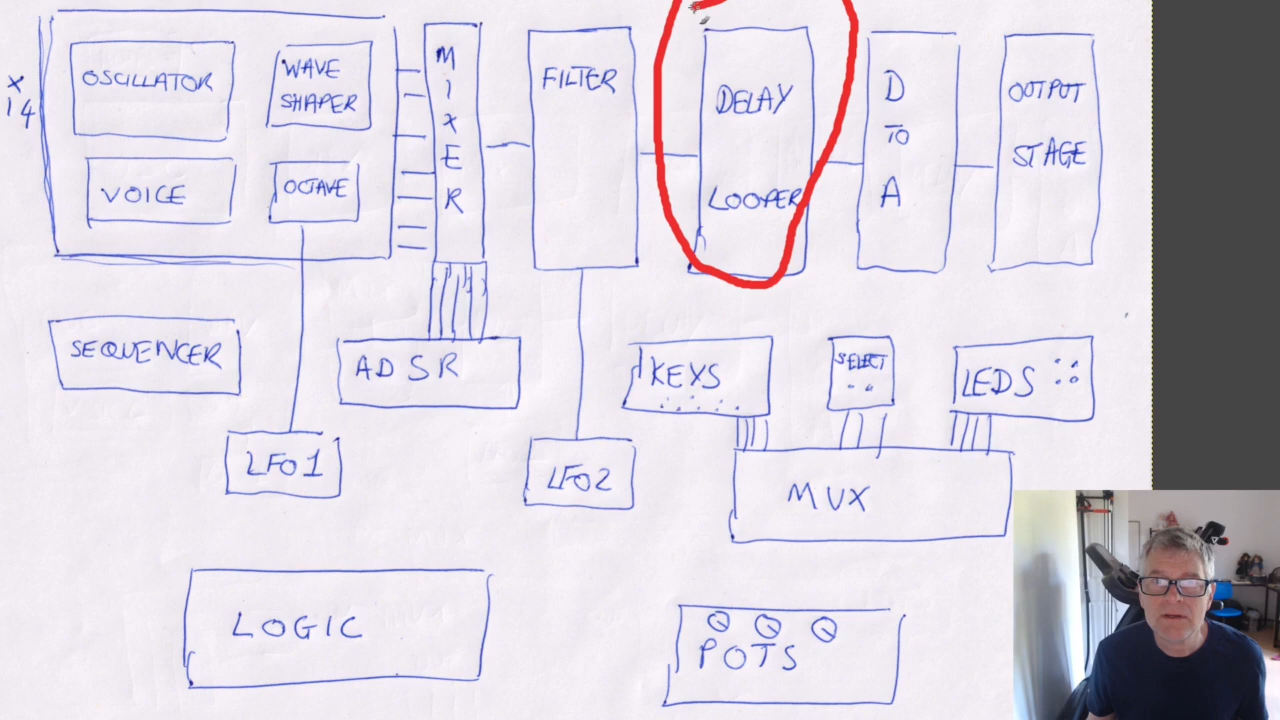 X
14
OSCILLATOR
WAVE
SHAPER
VOICE
OCTAVE
MIXER
FILTER
DELAY
LOOPER
D
TO
A
OUTPUT
STAGE
SEQUENCER
ADSR
KEYS
SELECT
LEDS
LFO1
LFO2
MUX
LOGIC
POTS